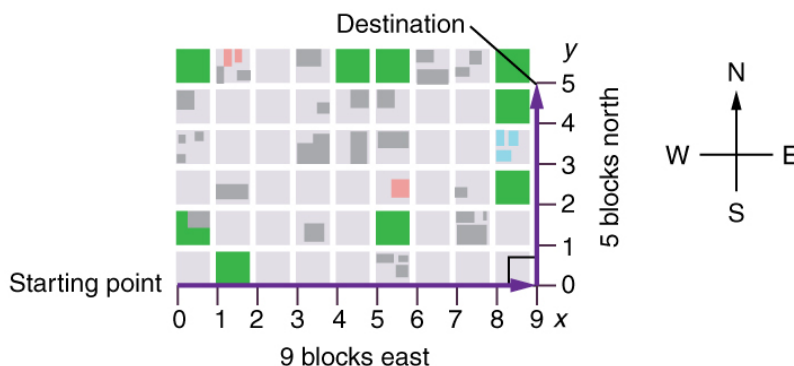 Destination
y
5
4
3
2
1
0
5 blocks north
N
W
E
S
Starting point
0 1 2 3 4 5 6 7 8 9 x
9 blocks east